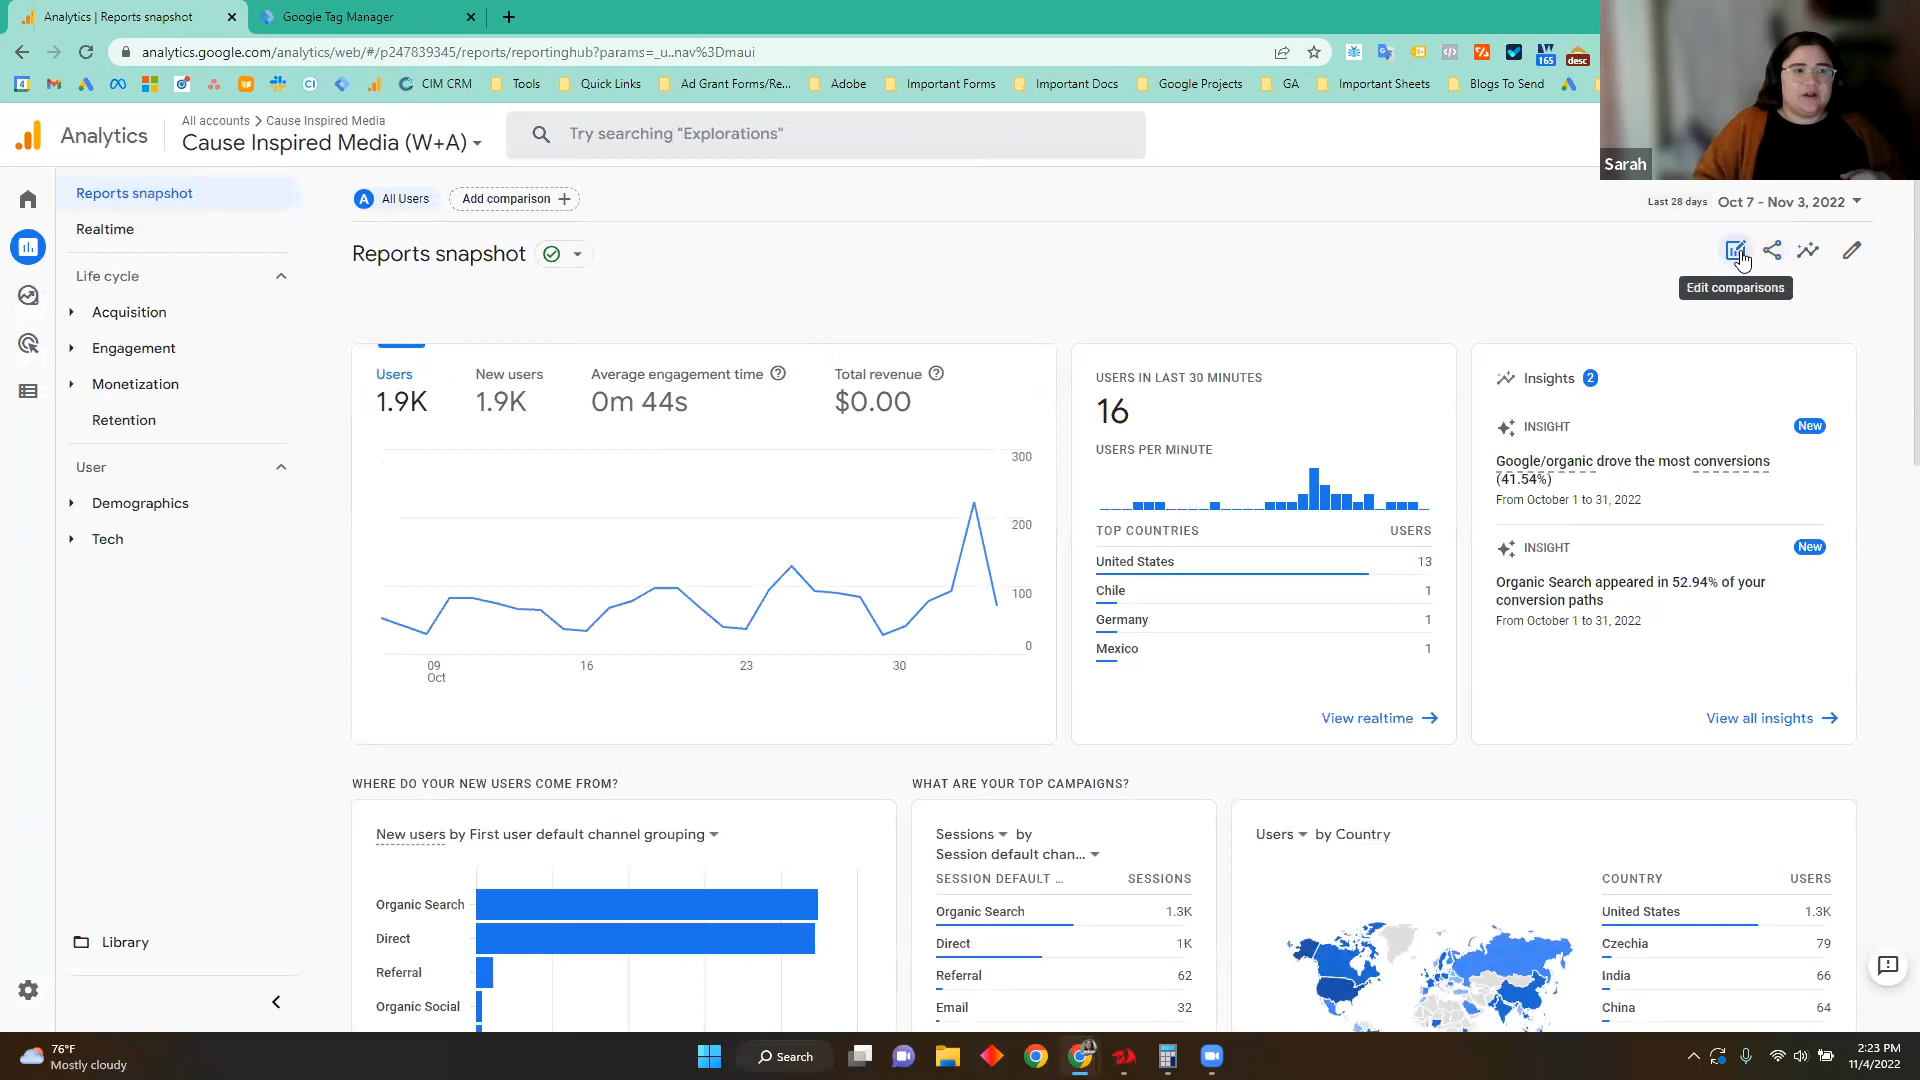 Analytics | Reports snapshot
Google Tag Manager
analytics.google.com/analytics/web/#/p247839345/reports/reportinghub?params=_u..nav%3Dmaui
165
desc
4
CI
CIM CRM
Tools
Quick Links
Ad Grant Forms/Re...
Adobe
Important Forms
Important Docs
Google Projects
GA
Important Sheets
Blogs To Send
Analytics
All accounts > Cause Inspired Media
Cause Inspired Media (W+A)
Try searching "Explorations"
Sarah
Reports snapshot
Realtime
Life cycle
Acquisition
Engagement
Monetization
Retention
User
Demographics
Tech
Library
A All Users
Add comparison +
Last 28 days Oct 7 - Nov 3, 2022
Reports snapshot
Edit comparisons
Users
1.9K
New users
1.9K
Average engagement time
0m 44s
Total revenue
$0.00
300
200
100
0
09
Oct
16
23
30
USERS IN LAST 30 MINUTES
16
USERS PER MINUTE
TOP COUNTRIES USERS
United States 13
Chile 1
Germany 1
Mexico 1
View realtime
Insights 2
INSIGHT New
Google/organic drove the most conversions
(41.54%)
From October 1 to 31, 2022
INSIGHT New
Organic Search appeared in 52.94% of your
conversion paths
From October 1 to 31, 2022
View all insights
WHERE DO YOUR NEW USERS COME FROM?
New users by First user default channel grouping
Organic Search
Direct
Referral
Organic Social
WHAT ARE YOUR TOP CAMPAIGNS?
Sessions by
Session default chan...
SESSION DEFAULT ... SESSIONS
Organic Search 1.3K
Direct 1K
Referral 62
Email 32
Users by Country
COUNTRY USERS
United States 1.3K
Czechia 79
India 66
China 64
76°F
Mostly cloudy
Search
2:23 PM
11/4/2022